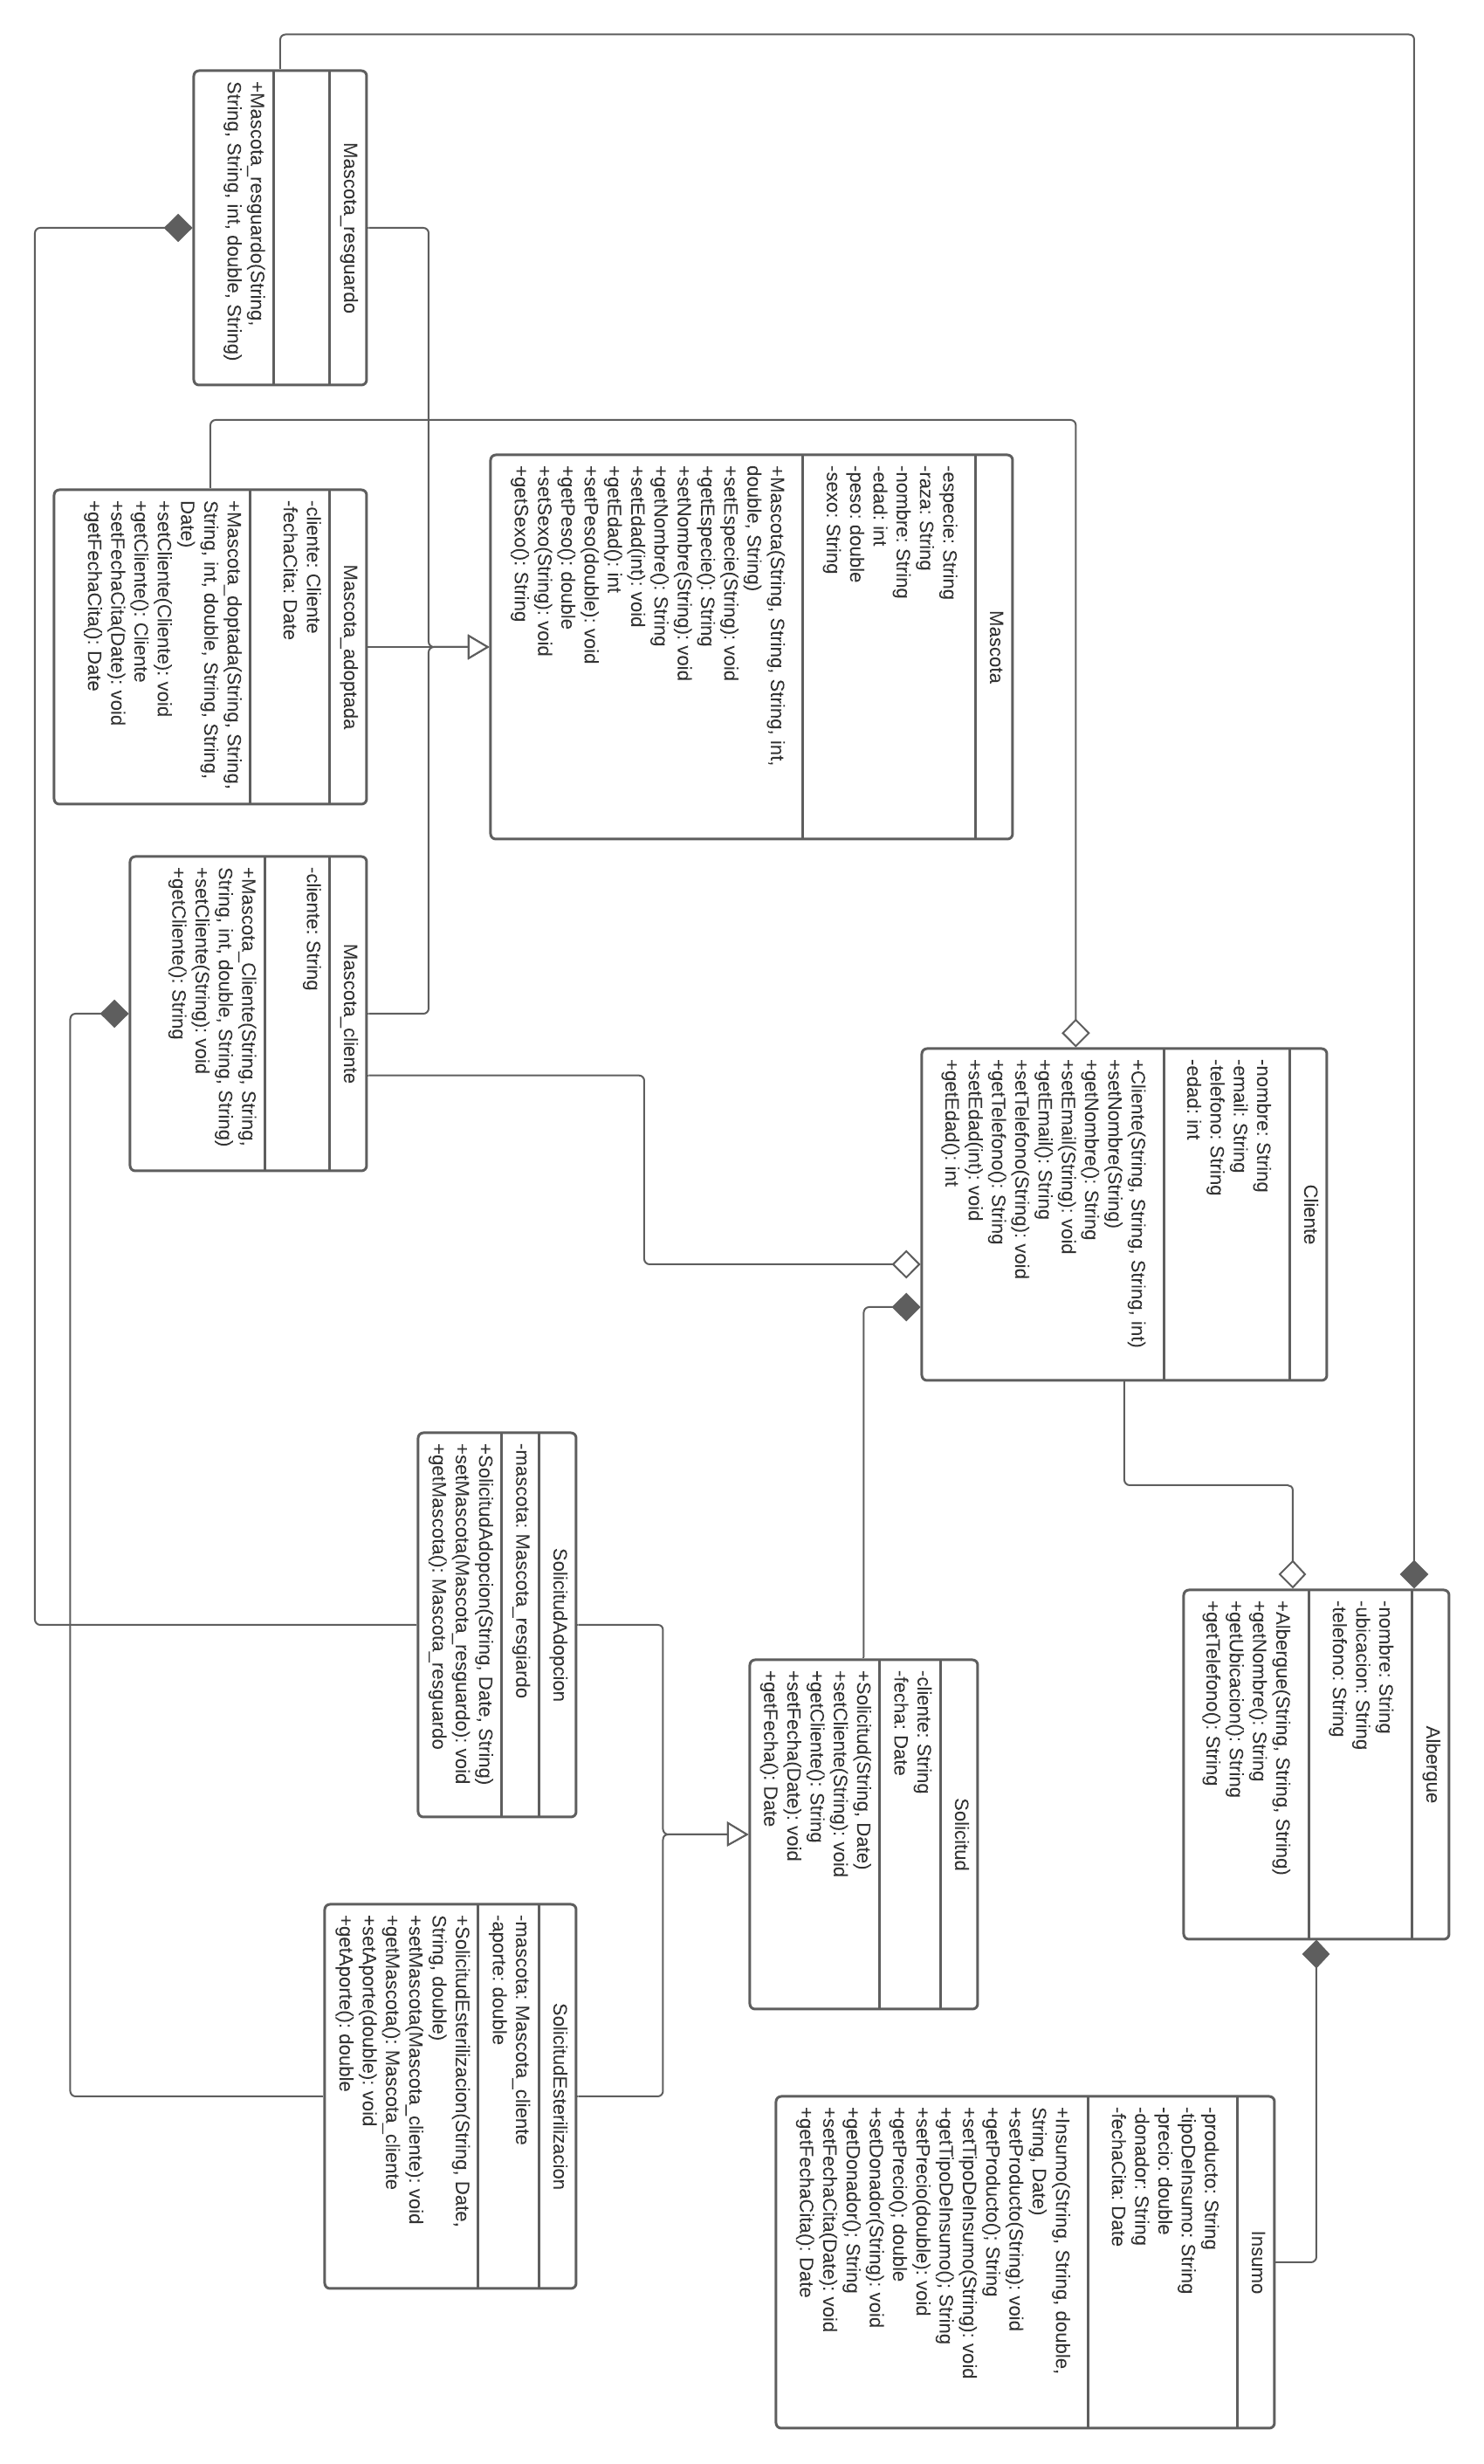 Albergue
-nombre: String
-ubicacion: String
-telefono: String
+Albergue(String, String, String)
+getNombre(): String
+getUbicacion(): String
+getTelefono(): String
Cliente
-nombre: String
-email: String
-telefono: String
-edad: int
+Cliente(String, String, String, int)
+setNombre(String)
+getNombre(): String
+setEmail(String): void
+getEmail(): String
+setTelefono(String): void
+getTelefono(): String
+setEdad(int): void
+getEdad(): int
Insumo
-producto: String
-tipoDeInsumo: String
-precio: double
-donador: String
-fechaCita: Date
+Insumo(String, String, double,
String, Date)
+setProducto(String): void
+getProducto(); String
+setTipoDeInsumo(String): void
+getTipoDeInsumo(); String
+setPrecio(double): void
+getPrecio(); double
+setDonador(String): void
+getDonador(); String
+setFechaCita(Date): void
+getFechaCita(): Date
Mascota
-especie: String
-raza: String
-nombre: String
-edad: int
-peso: double
-sexo: String
+Mascota(String, String, String, int,
double, String)
+setEspecie(String): void
+getEspecie(): String
+setNombre(String): void
+getNombre(): String
+setEdad(int): void
+getEdad(): int
+setPeso(double): void
+getPeso(): double
+setSexo(String): void
+getSexo(): String
Solicitud
-cliente: String
-fecha: Date
+Solicitud(String, Date)
+setCliente(String): void
+getCliente(): String
+setFecha(Date): void
+getFecha(): Date
SolicitudAdopcion
-mascota: Mascota_resgiardo
+SolicitudAdopcion(String, Date, String)
+setMascota(Mascota_resguardo): void
+getMascota(): Mascota_resguardo
SolicitudEsterilizacion
-mascota: Mascota_cliente
-aporte: double
+SolicitudEsterilizacion(String, Date,
String, double)
+setMascota(Mascota_cliente): void
+getMascota(): Mascota_cliente
+setAporte(double): void
+getAporte(): double
Mascota_resguardo
+Mascota_resguardo(String,
String, String, int, double, String)
Mascota_adoptada
-cliente: Cliente
-fechaCita: Date
+Mascota_doptada(String, String,
String, int, double, String, String,
Date)
+setCliente(Cliente): void
+getCliente(): Cliente
+setFechaCita(Date): void
+getFechaCita(): Date
Mascota_cliente
-cliente: String
+Mascota_Cliente(String, String,
String, int, double, String, String)
+setCliente(String): void
+getCliente(): String